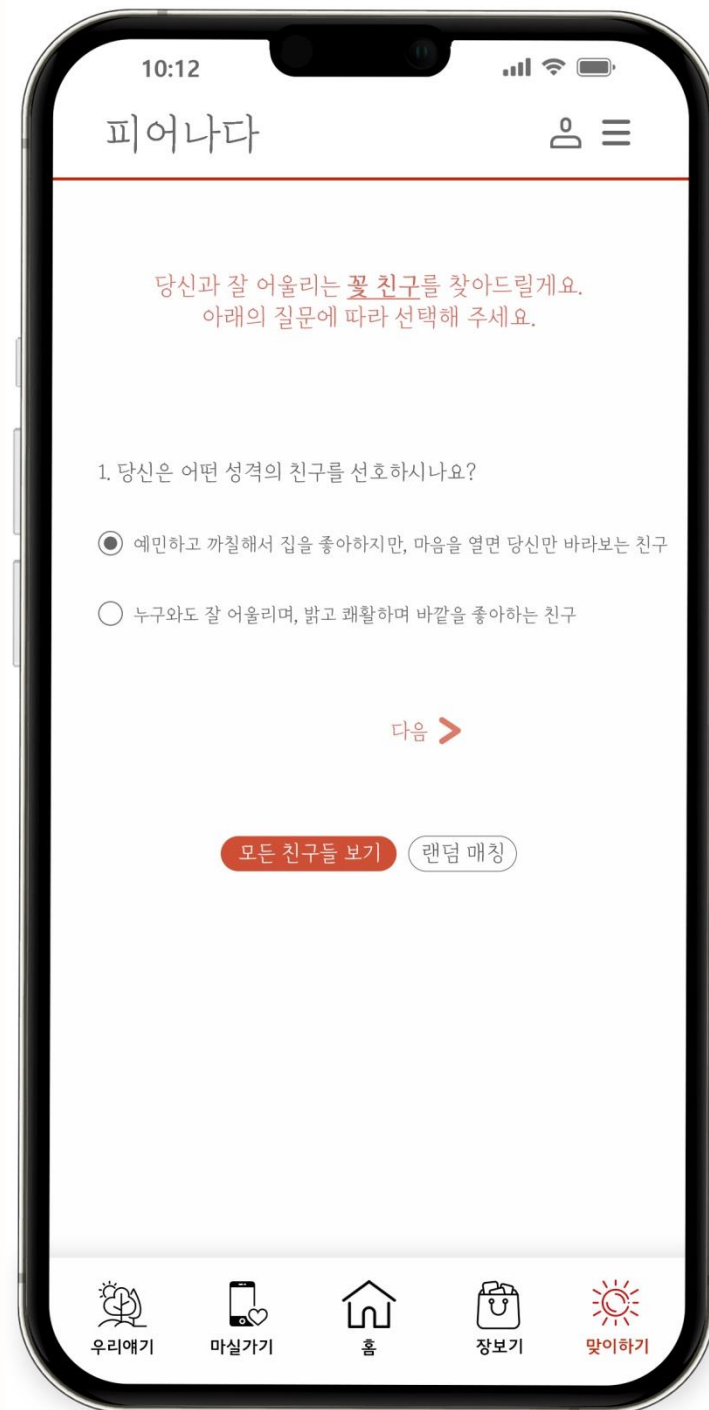 10:12
피어나다
당신과 잘 어울리는 꽃 친구를 찾아드릴게요.
아래의 질문에 따라 선택해 주세요.
1. 당신은 어떤 성격의 친구를 선호하시나요?
예민하고 까칠해서 집을 좋아하지만, 마음을 열면 당신만 바라보는 친구
누구와도 잘 어울리며, 밝고 쾌활하며 바깥을 좋아하는 친구
다음
모든 친구들 보기 랜덤 매칭
우리얘기 마실가기 홈 장보기 맞이하기